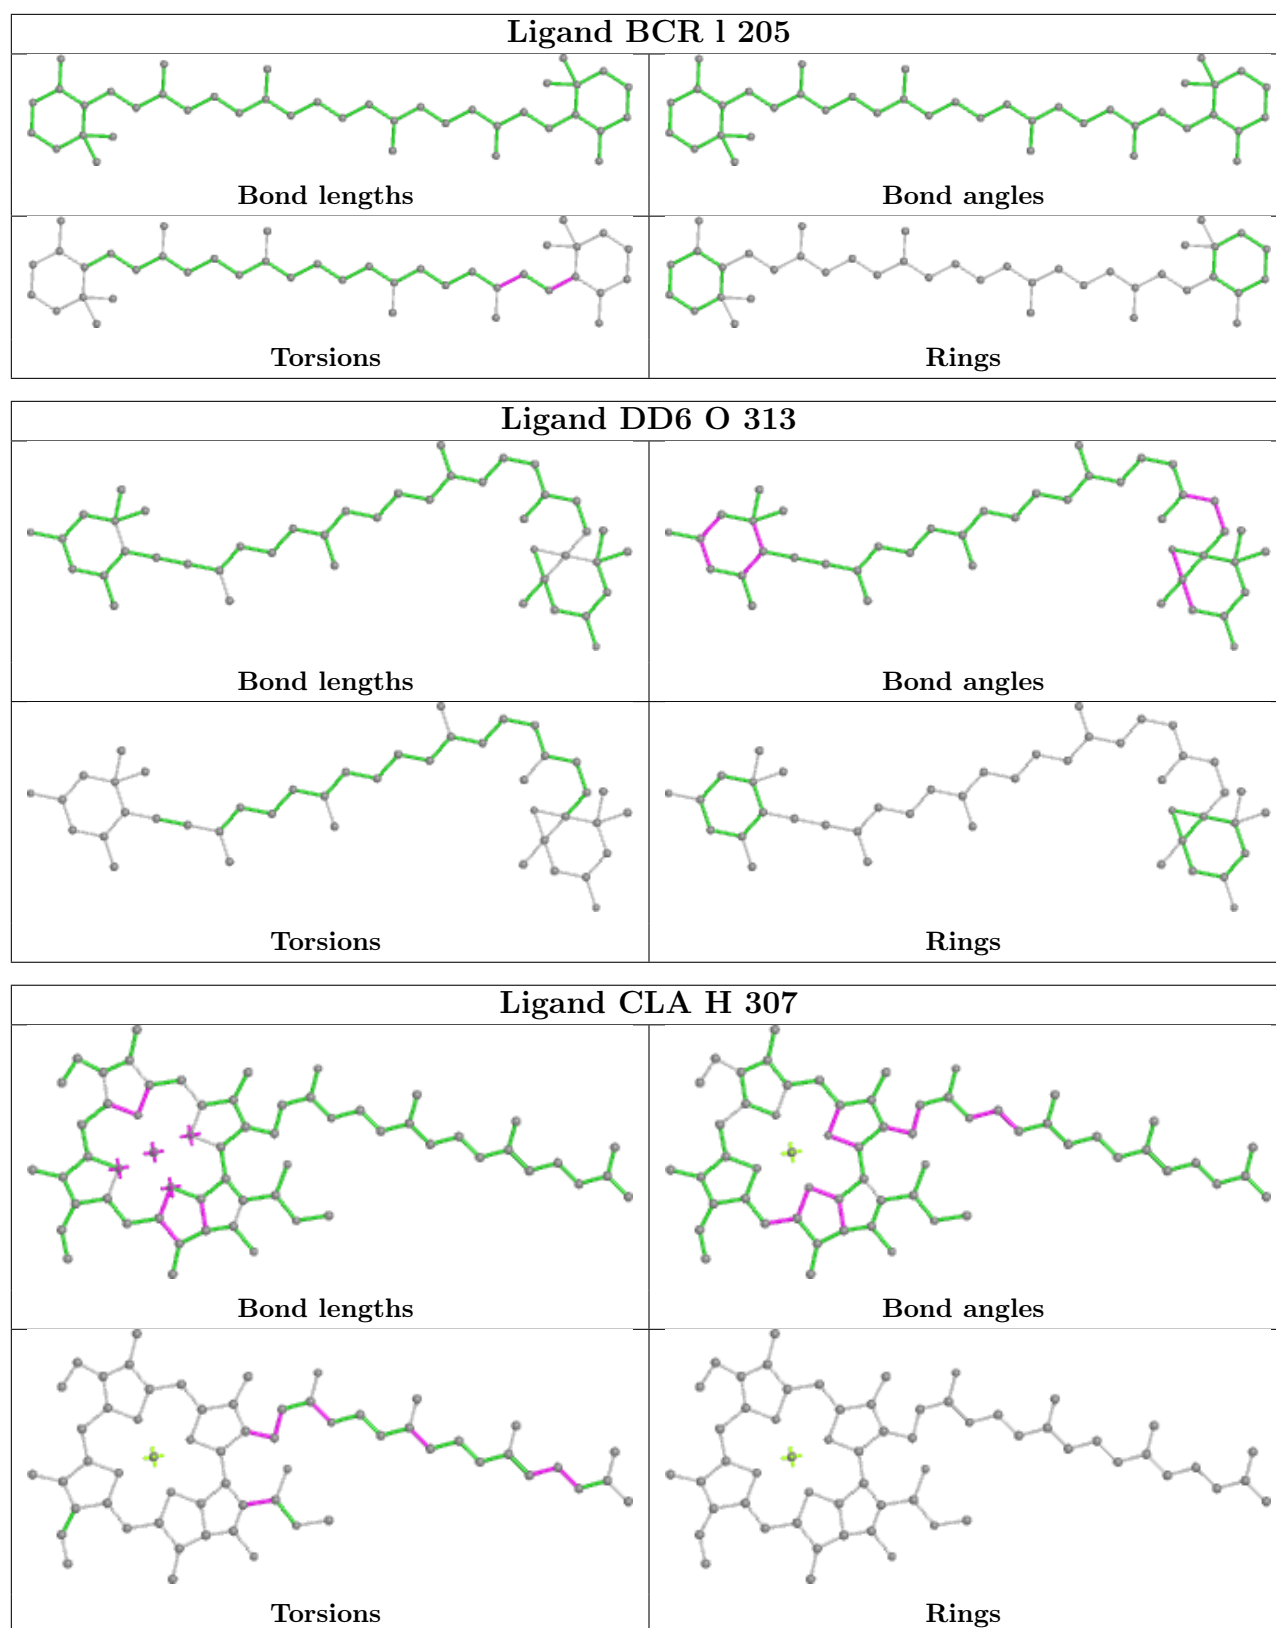 Ligand BCR l 205
Bond lengths
Bond angles
Torsions
Rings
Ligand DD6 O 313
Bond lengths
Bond angles
Torsions
Rings
Ligand CLA H 307
Bond lengths
Bond angles
Torsions
Rings